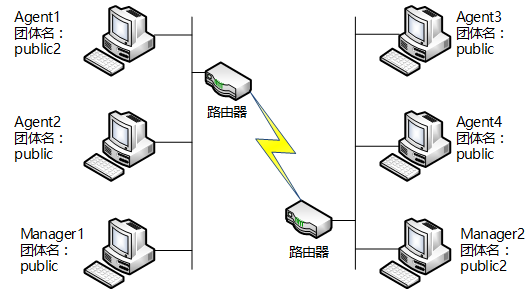 Agent1
团体名：
public2
Agent2
团体名：
public
Manager1
团体名：
public
路由器
路由器
Agent3
团体名：
public
Agent4
团体名：
public
Manager2
团体名：
public2